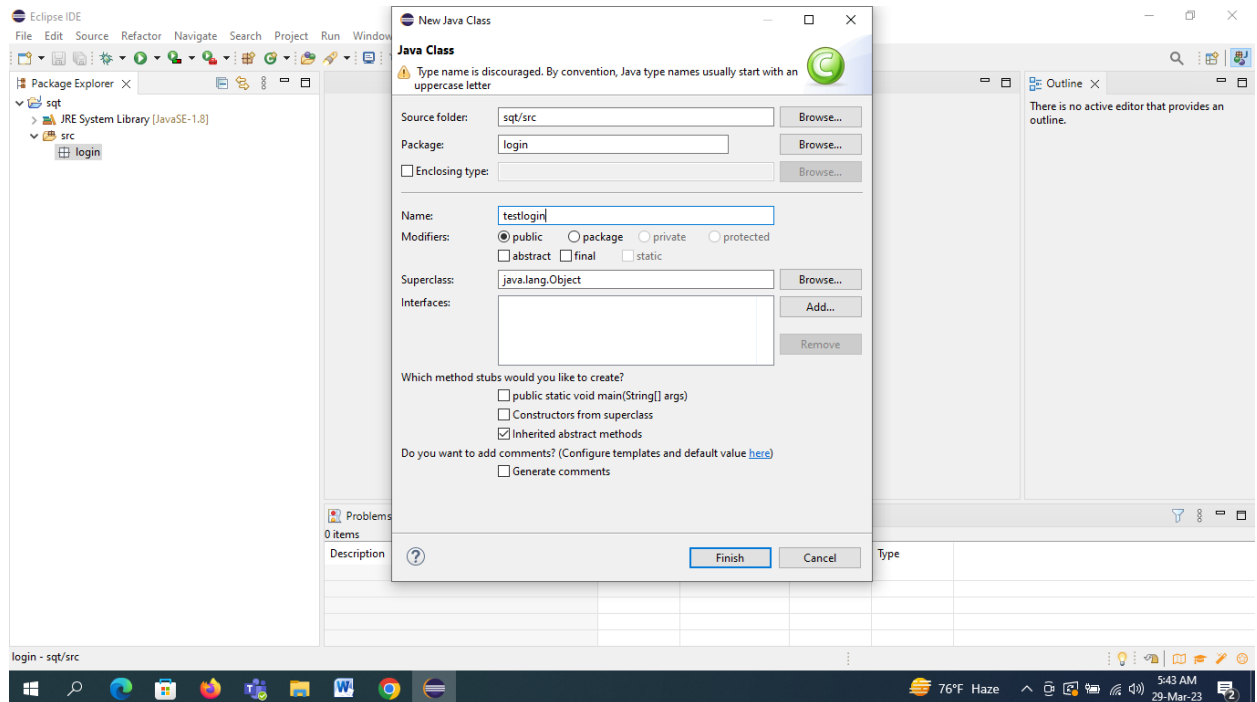 Eclipse IDE
File Edit Source Refactor Navigate Search Project Run Window
Package Explorer
sqt
JRE System Library [JavaSE-1.8]
src
login
New Java Class
Java Class
Type name is discouraged. By convention, Java type names usually start with an
uppercase letter
Source folder: sqt/src Browse...
Package: login Browse...
Enclosing type: Browse...
Name: testlogin
Modifiers: public package private protected
abstract final static
Superclass: java.lang.Object Browse...
Interfaces: Add...
Remove
Which method stubs would you like to create?
public static void main(String[] args)
Constructors from superclass
Inherited abstract methods
Do you want to add comments? (Configure templates and default value here)
Generate comments
Finish Cancel
Outline
There is no active editor that provides an
outline.
Problems
0 items
Description Type
login - sqt/src
76°F Haze
5:43 AM
29-Mar-23
2